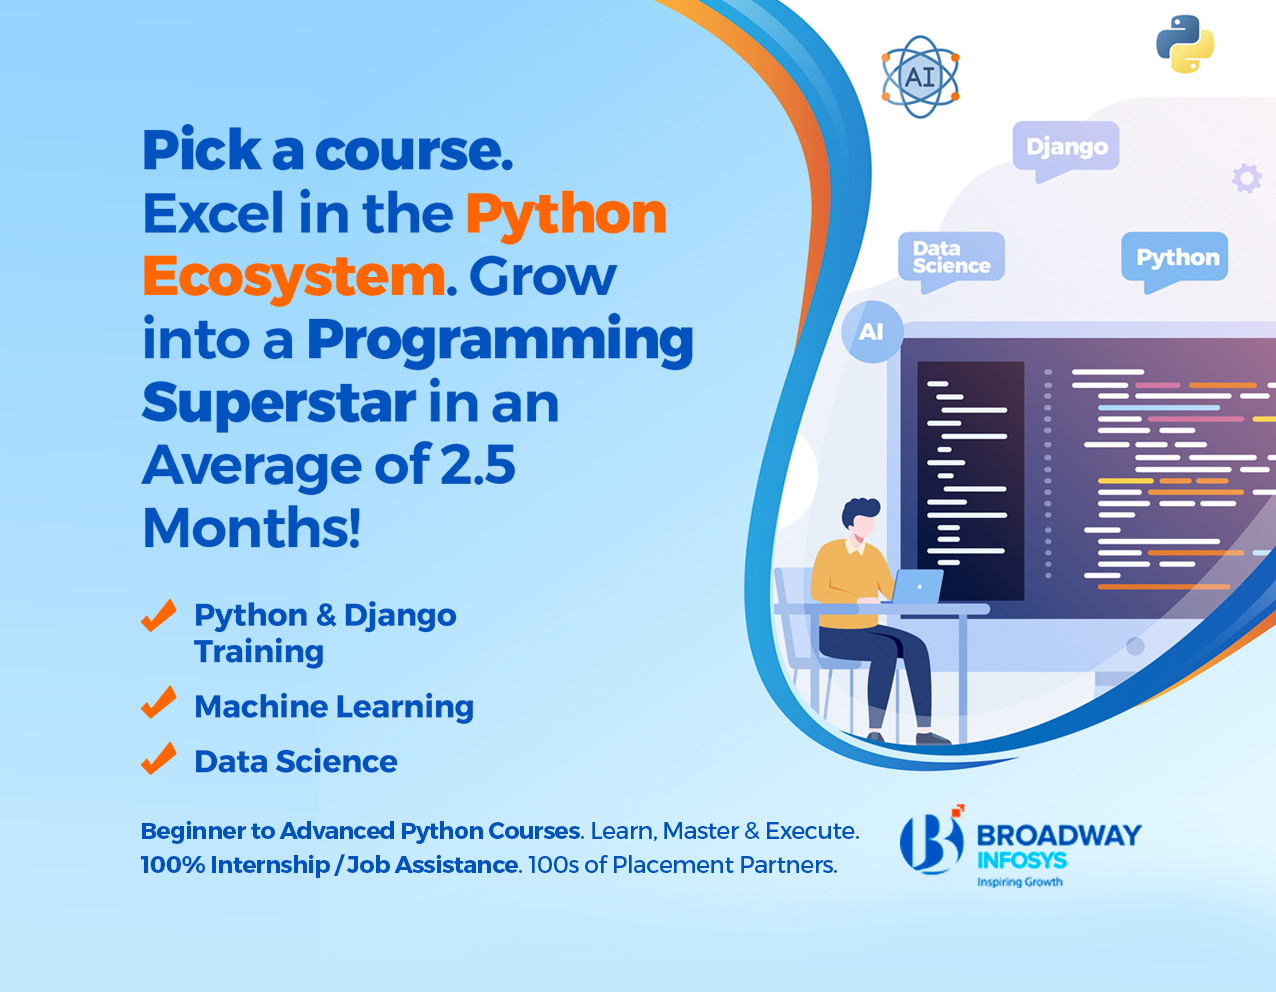 Pick a course.
Excel in the Python
Ecosystem. Grow
into a Programming
Superstar in an
Average of 2.5
Months!
Python & Django
Training
Machine Learning
Data Science
Beginner to Advanced Python Courses. Learn, Master & Execute.
100% Internship / Job Assistance. 100s of Placement Partners.
AI
Django
Data
Science
Python
AI
BROADWAY
INFOSYS
Inspiring Growth